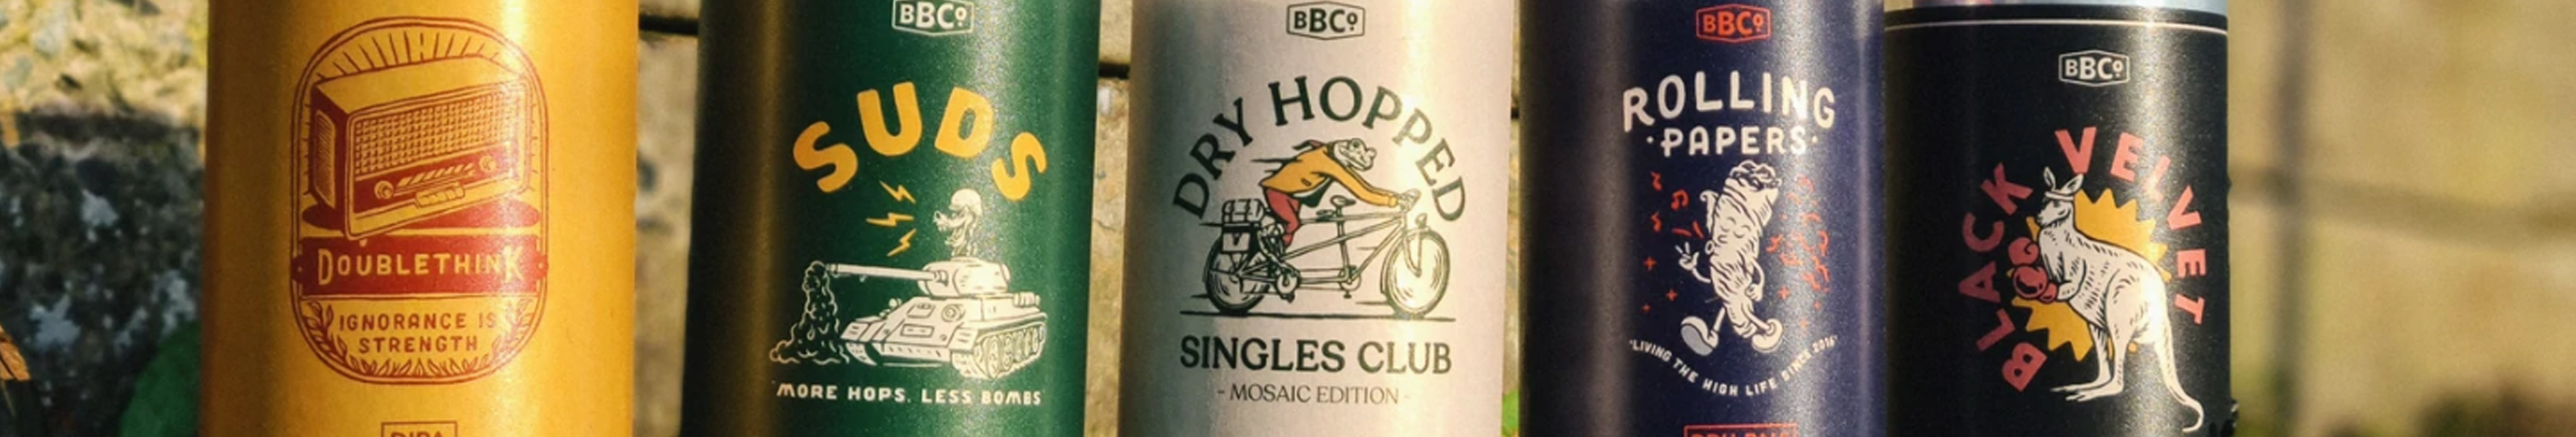 DOUBLETHINK
IGNORANCE IS
STRENGTH
DIPA
BBCo
SUDS
MORE HOPS. LESS BOMBS
BBCo
DRY HOPPED
SINGLES CLUB
- MOSAIC EDITION -
BBCo
ROLLING
·PAPERS·
"LIVING THE HIGH LIFE SINCE 2016"
BBCo
BLACK VELVET